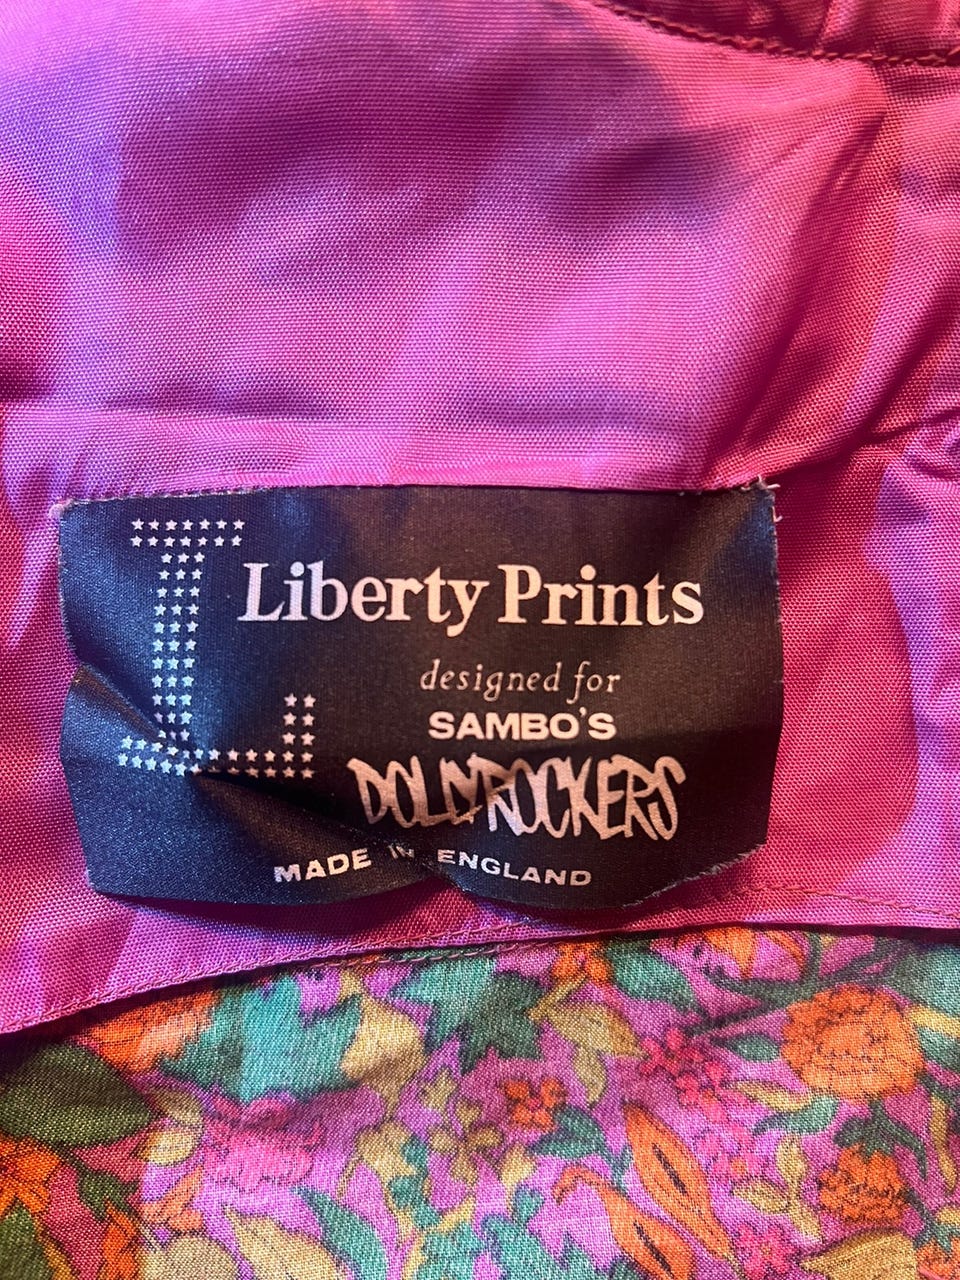 Liberty Prints
designed for
SAMBO'S
DOLLYROCKERS
MADE IN ENGLAND